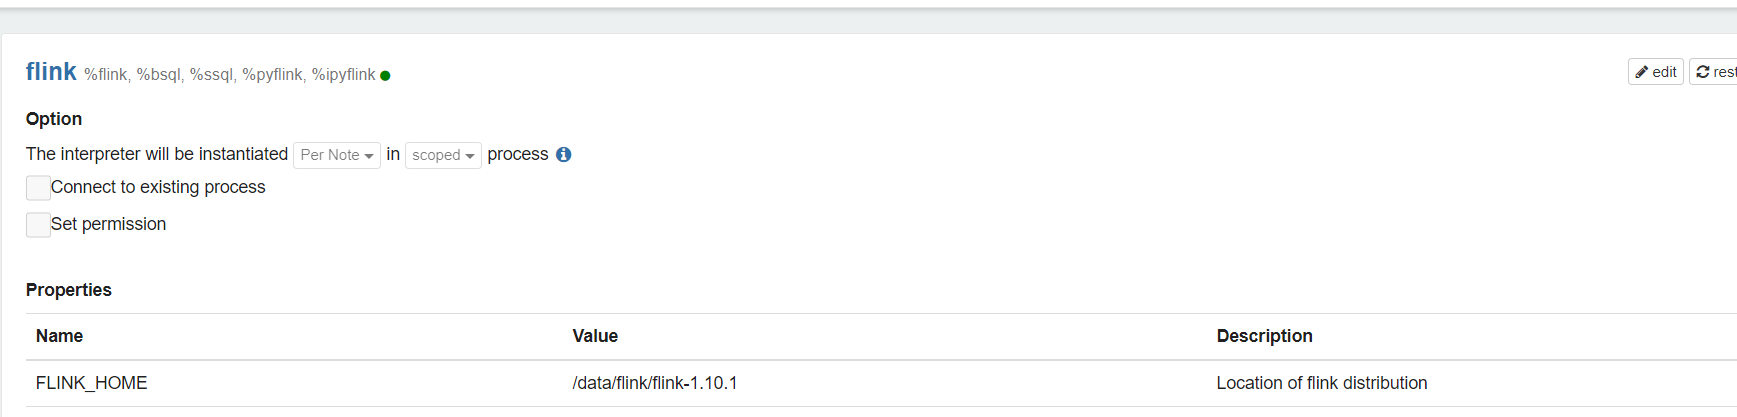 flink %flink, %bsql, %ssql, %pyflink, %ipyflink edit rest
Option
The interpreter will be instantiated Per Note in scoped process
Connect to existing process
Set permission
Properties
Name Value Description
FLINK_HOME /data/flink/flink-1.10.1 Location of flink distribution